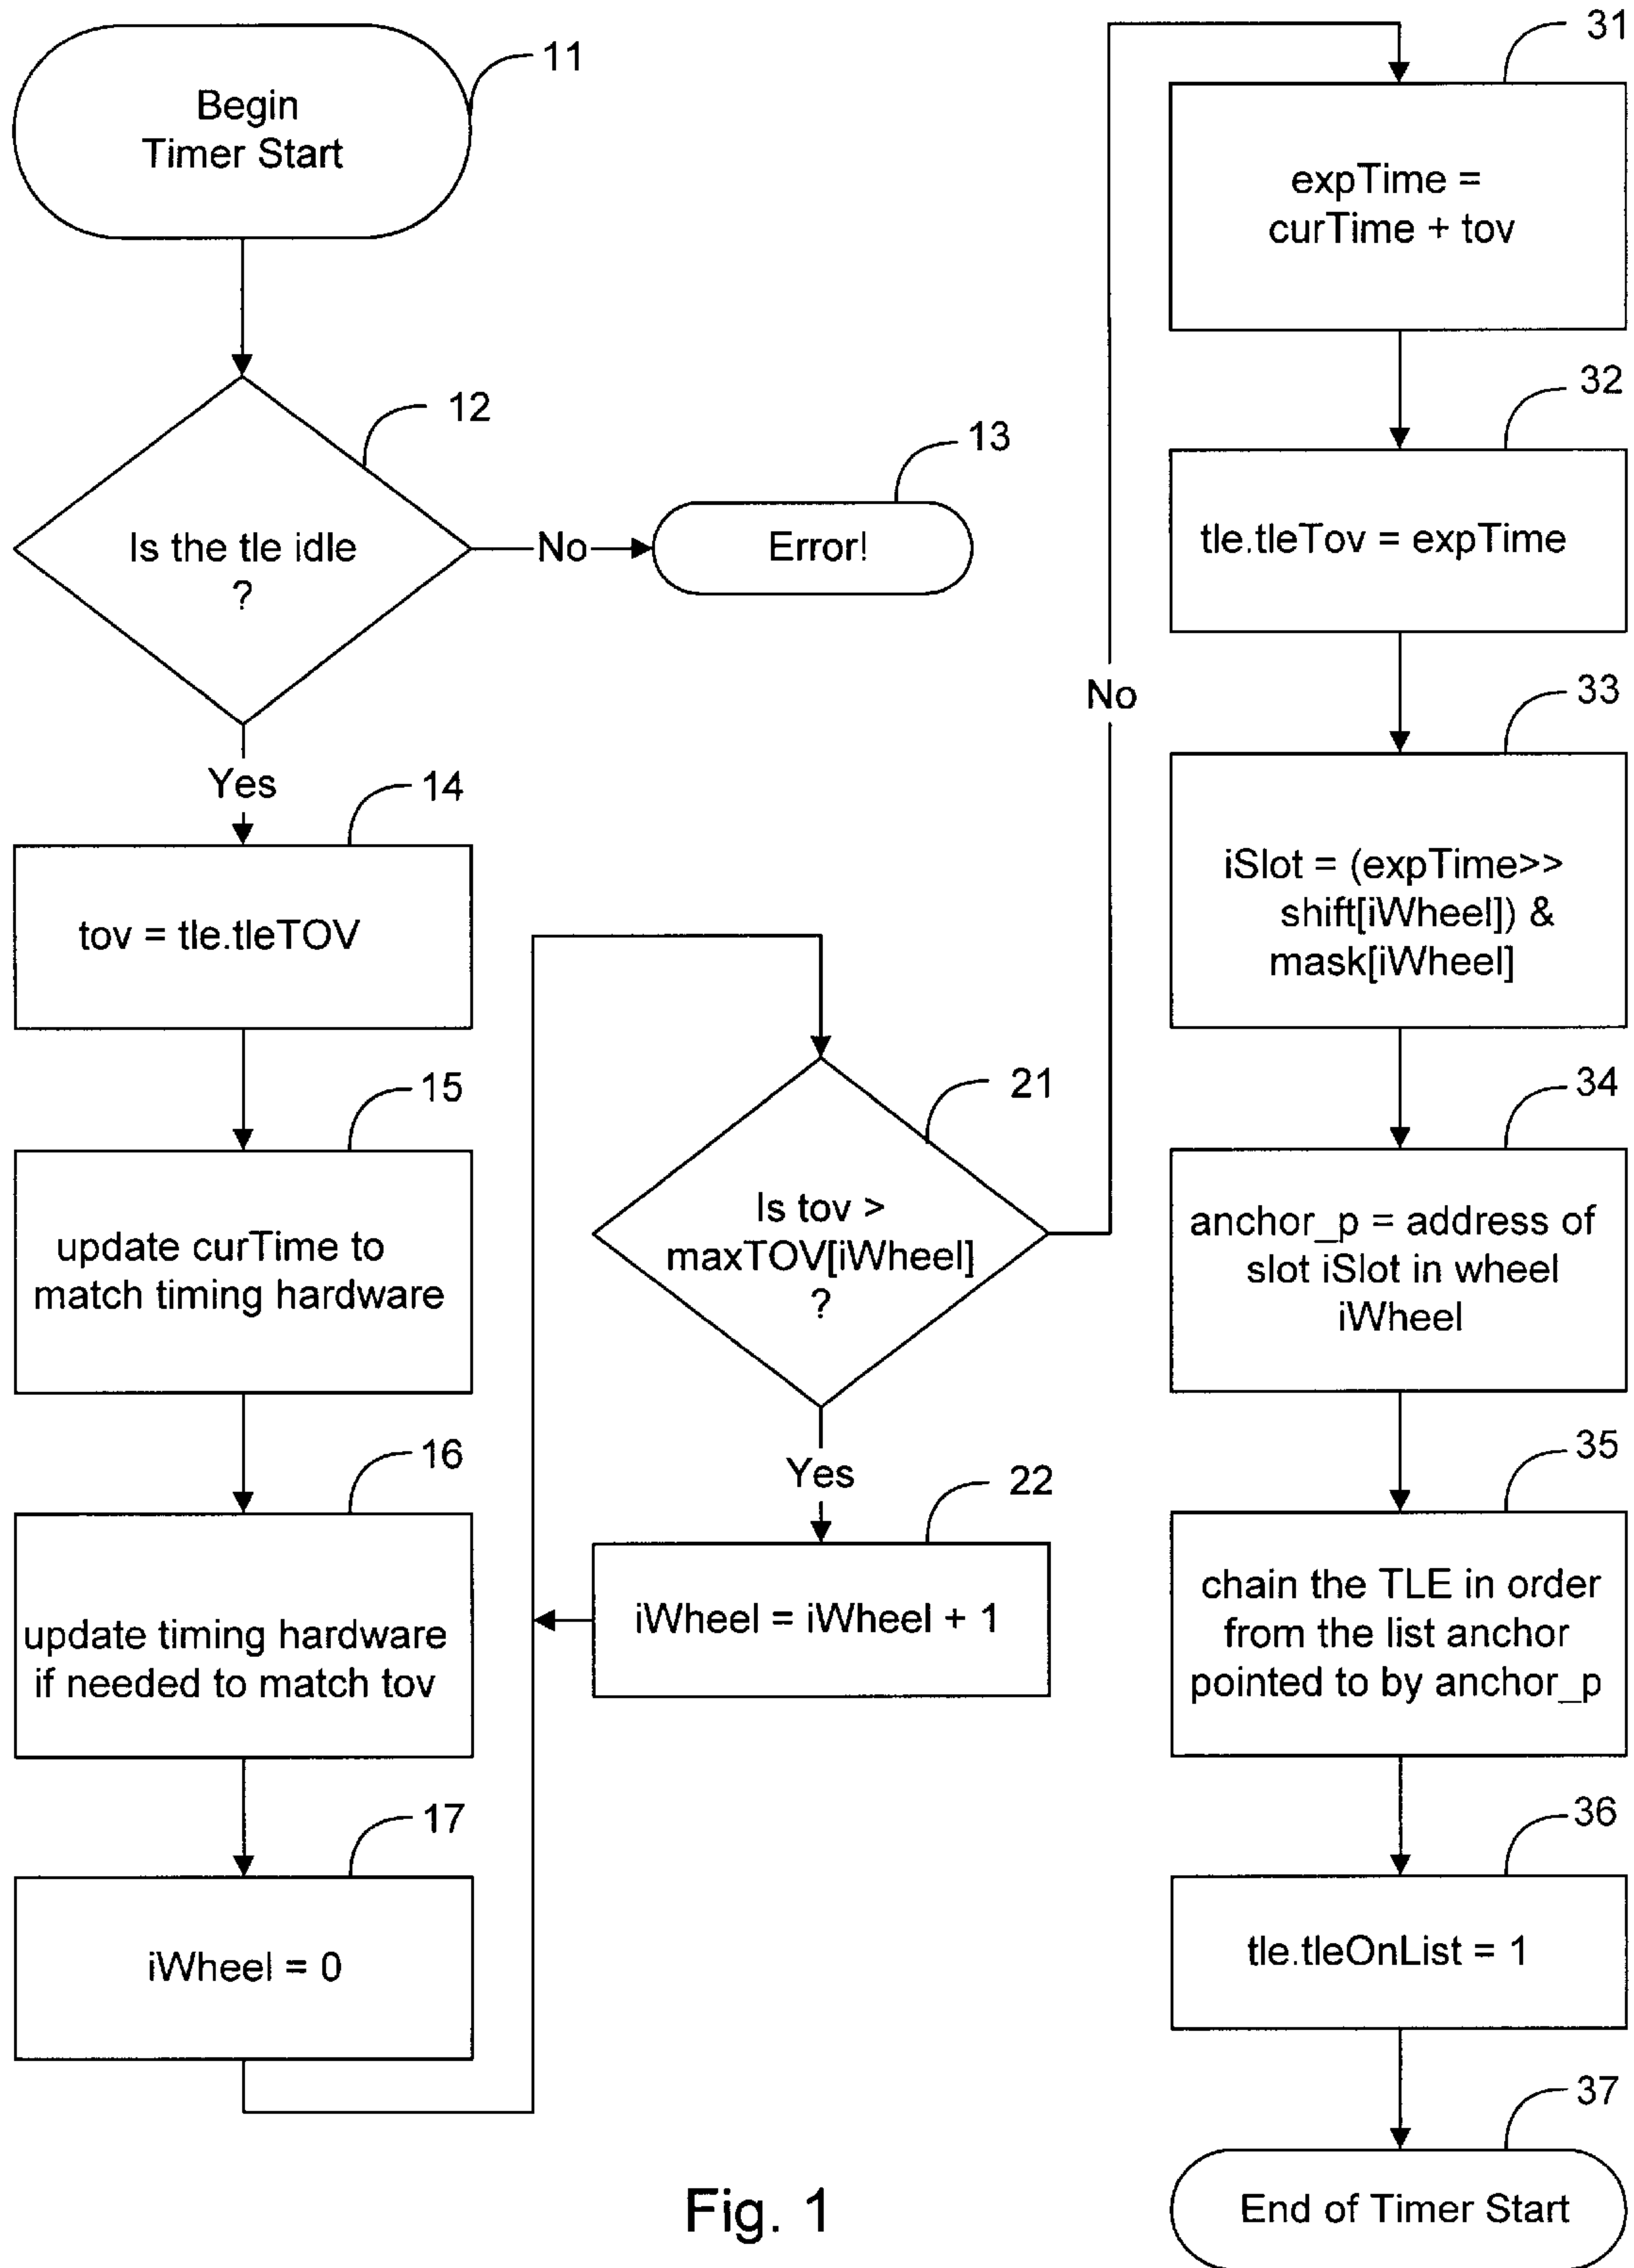 11
Begin
Timer Start
12
Is the tle idle
?
No
13
Error!
Yes
14
tov = tle.tleTOV
15
update curTime to
match timing hardware
16
update timing hardware
if needed to match tov
17
iWheel = 0
21
Is tov >
maxTOV[iWheel]
?
Yes
22
iWheel = iWheel + 1
No
31
expTime =
curTime + tov
32
tle.tleTov = expTime
33
iSlot = (expTime>>
shift[iWheel]) &
mask[iWheel]
34
anchor_p = address of
slot iSlot in wheel
iWheel
35
chain the TLE in order
from the list anchor
pointed to by anchor_p
36
tle.tleOnList = 1
37
End of Timer Start
Fig. 1